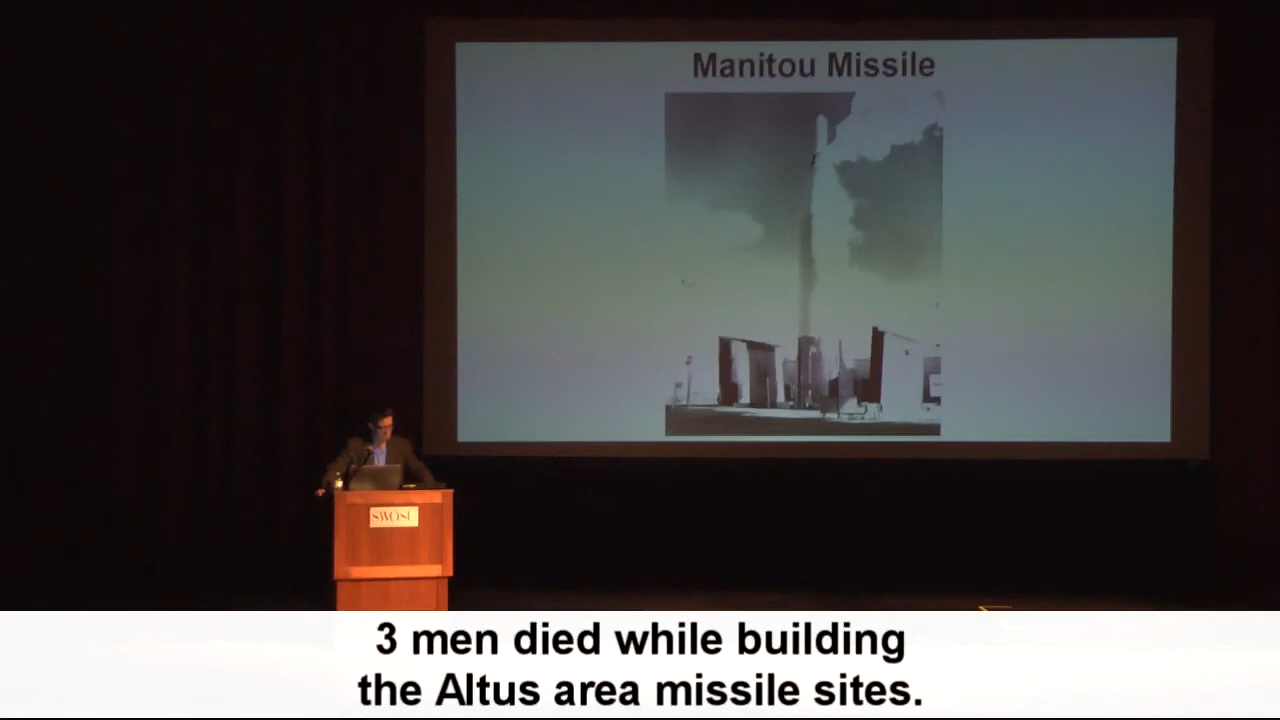 Manitou Missile
SWOSU
3 men died while building
the Altus area missile sites.